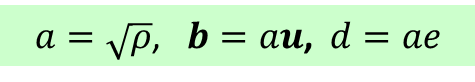 a = √ρ, b = au, d = ae